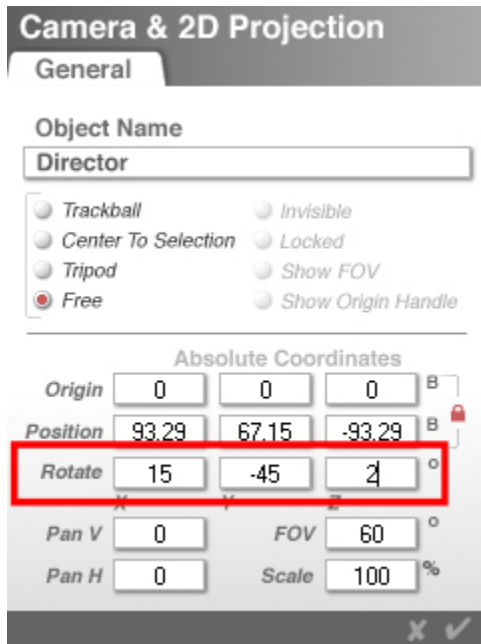 Camera & 2D Projection
General
Object Name
Director
Trackball Invisible
Center To Selection Locked
Tripod Show FOV
Free Show Origin Handle
Absolute Coordinates
Origin 0 0 0 B
Position 93.29 67.15 -93.29 B
Rotate 15 -45 2 °
X Y Z
Pan V 0 FOV 60 °
Pan H 0 Scale 100 %